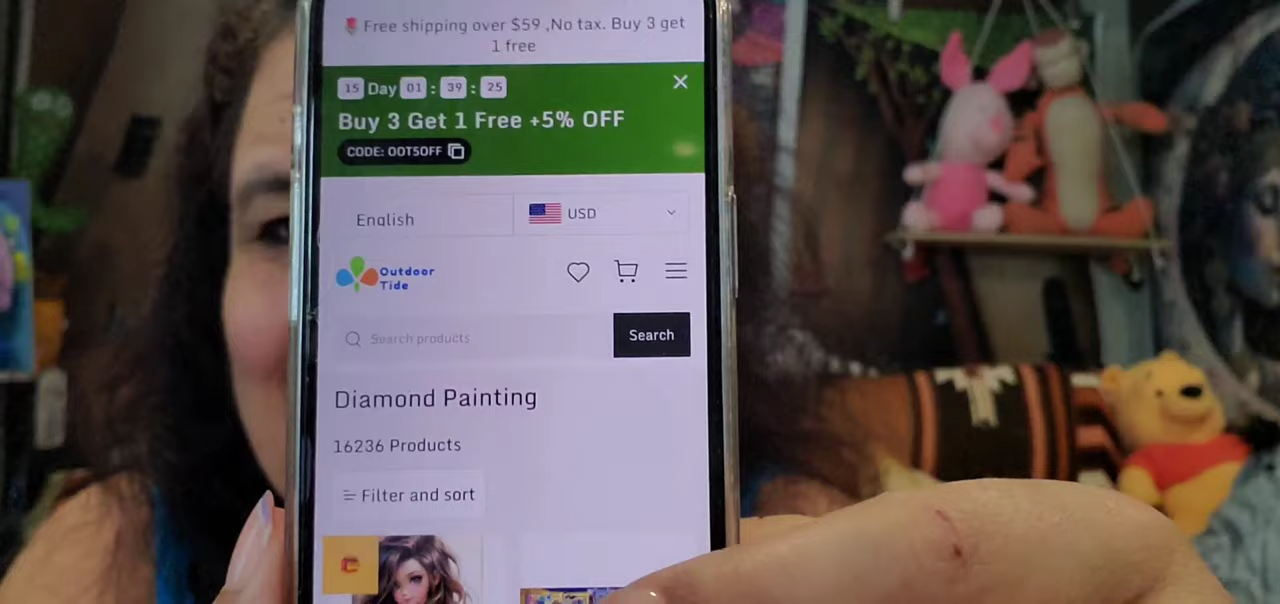 Free shipping over $59 ,No tax. Buy 3 get
1 free
15 Day 01 : 39 : 25
Buy 3 Get 1 Free +5% OFF
CODE: OOT5OFF
English
USD
Outdoor
Tide
Search products
Search
Diamond Painting
16236 Products
Filter and sort